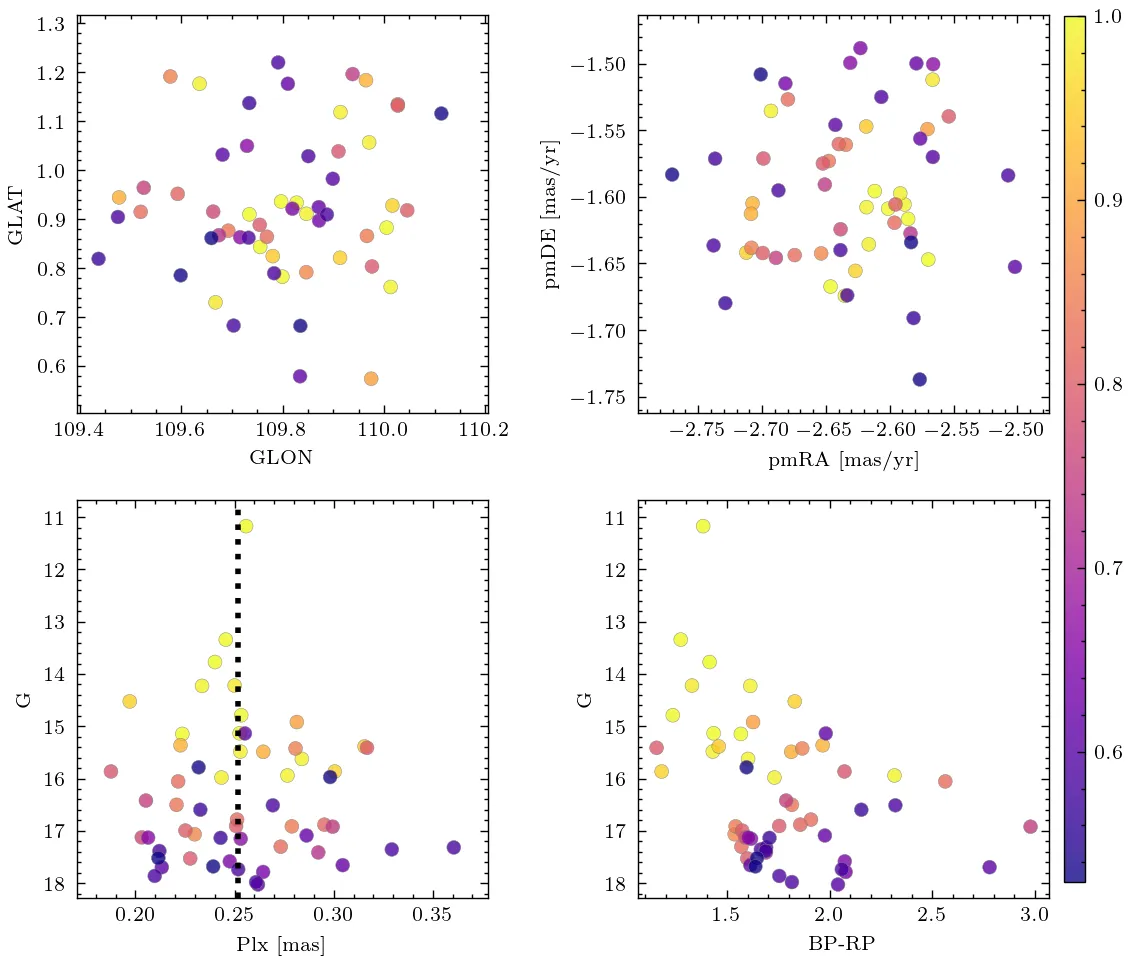 1.3
1.2
1.1
1.0
0.9
0.8
0.7
0.6
GLAT
109.4 109.6 109.8 110.0 110.2
GLON
−1.50
−1.55
−1.60
−1.65
−1.70
−1.75
pmDE [mas/yr]
−2.75 −2.70 −2.65 −2.60 −2.55 −2.50
pmRA [mas/yr]
11
12
13
14
15
16
17
18
G
0.20 0.25 0.30 0.35
Plx [mas]
11
12
13
14
15
16
17
18
G
1.5 2.0 2.5 3.0
BP-RP
1.0
0.9
0.8
0.7
0.6